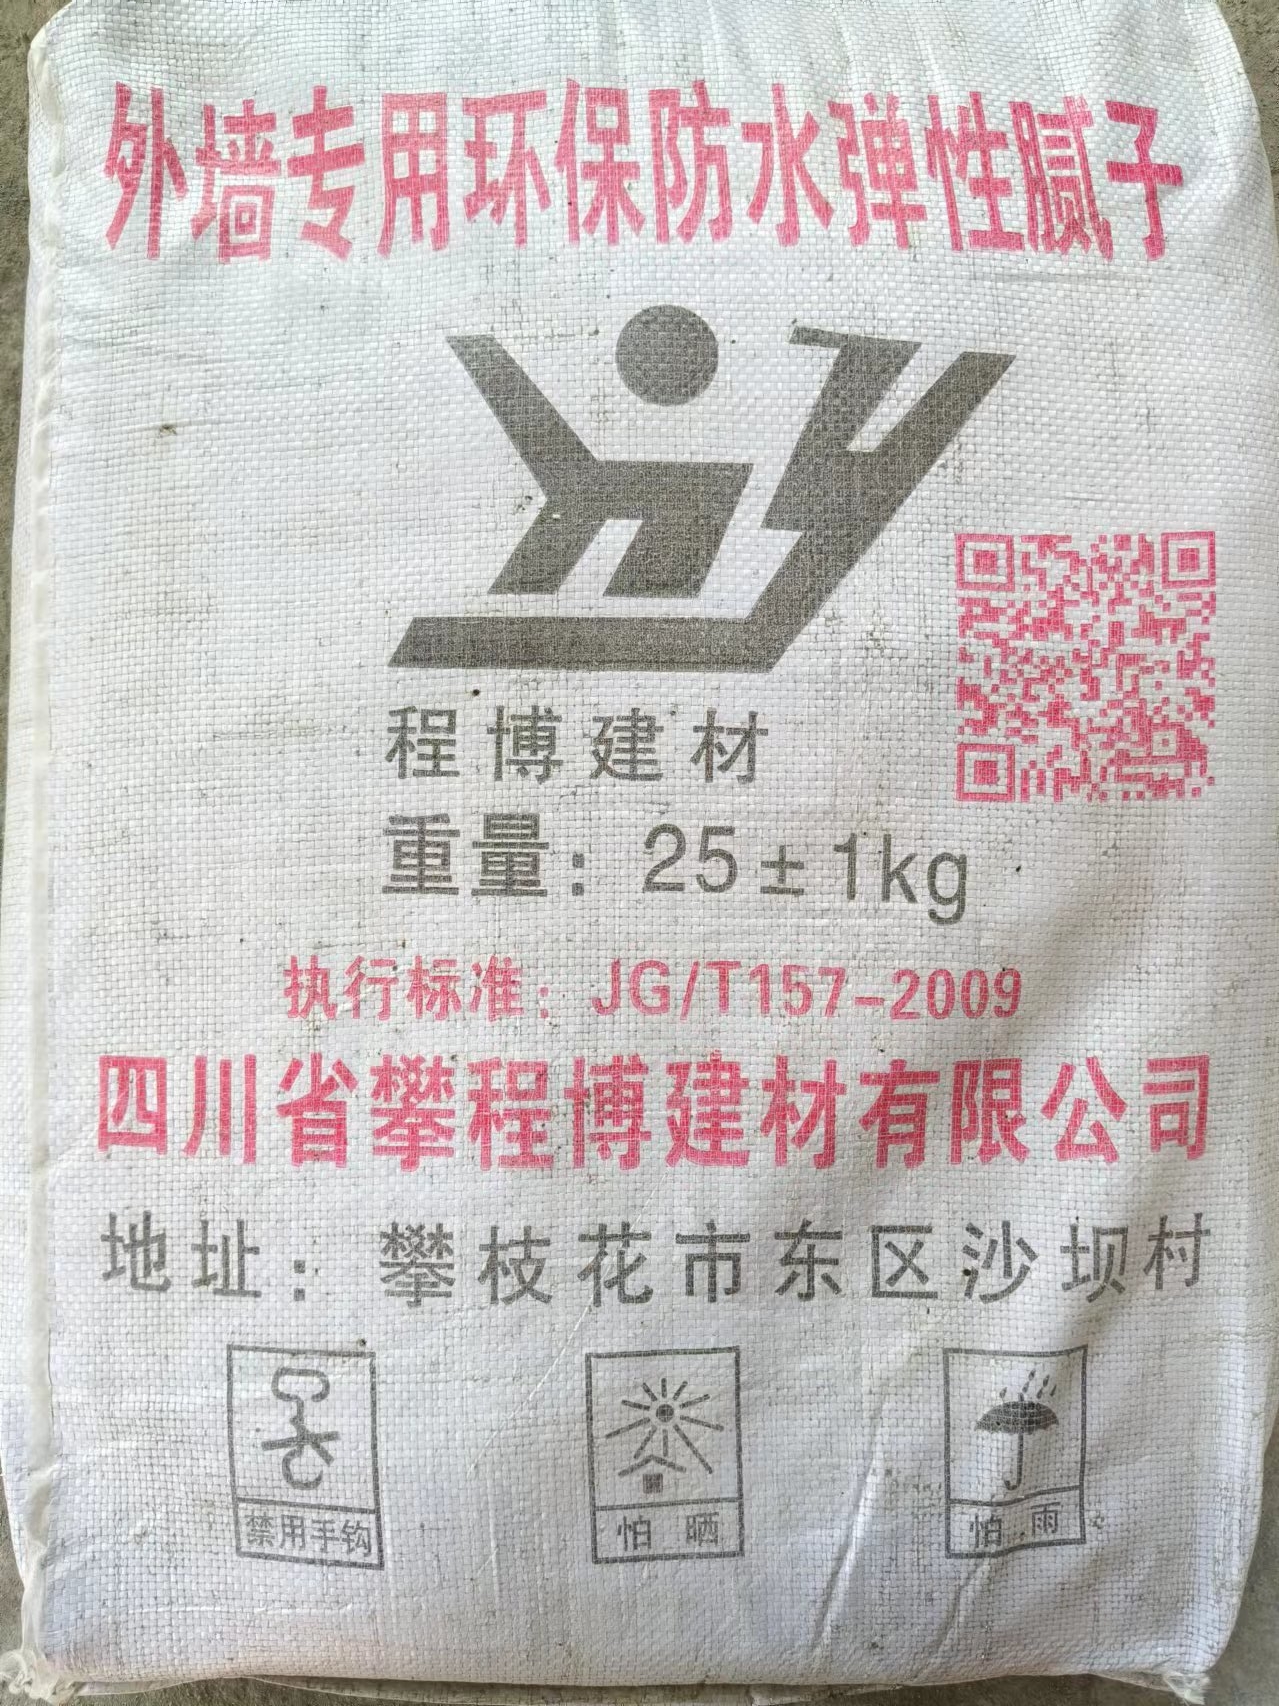 外墙专用环保防水弹性腻子
程博建材
重量：25±1kg
执行标准：JG/T157-2009
四川省攀程博建材有限公司
地址：攀枝花市东区沙坝村
禁用手钩
怕晒
怕雨